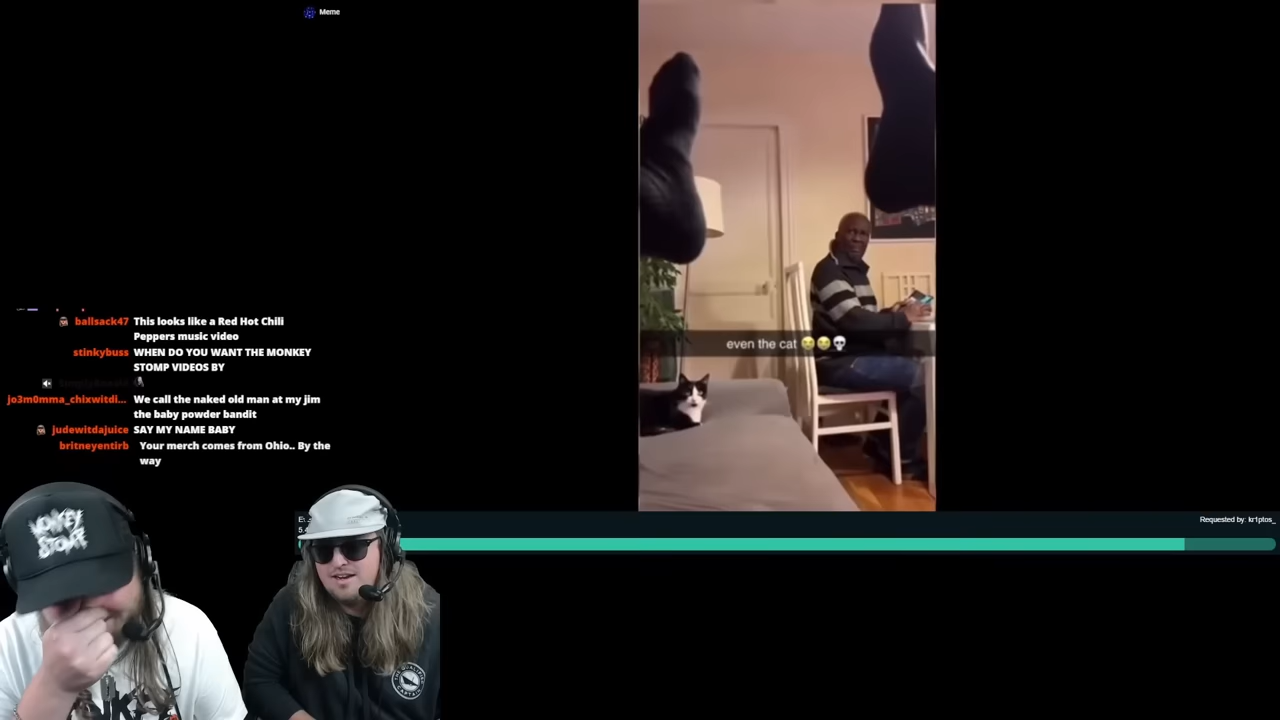 Meme
even the cat 😭😭💀
ballsack47 This looks like a Red Hot Chili
Peppers music video
stinkybuss WHEN DO YOU WANT THE MONKEY
STOMP VIDEOS BY
jo3m0mma_chixwitdi... We call the naked old man at my jim
the baby powder bandit
judewitdajuice SAY MY NAME BABY
britneyentirb Your merch comes from Ohio.. By the
way
MONKEY
STOMP
Requested by: kr1ptos_